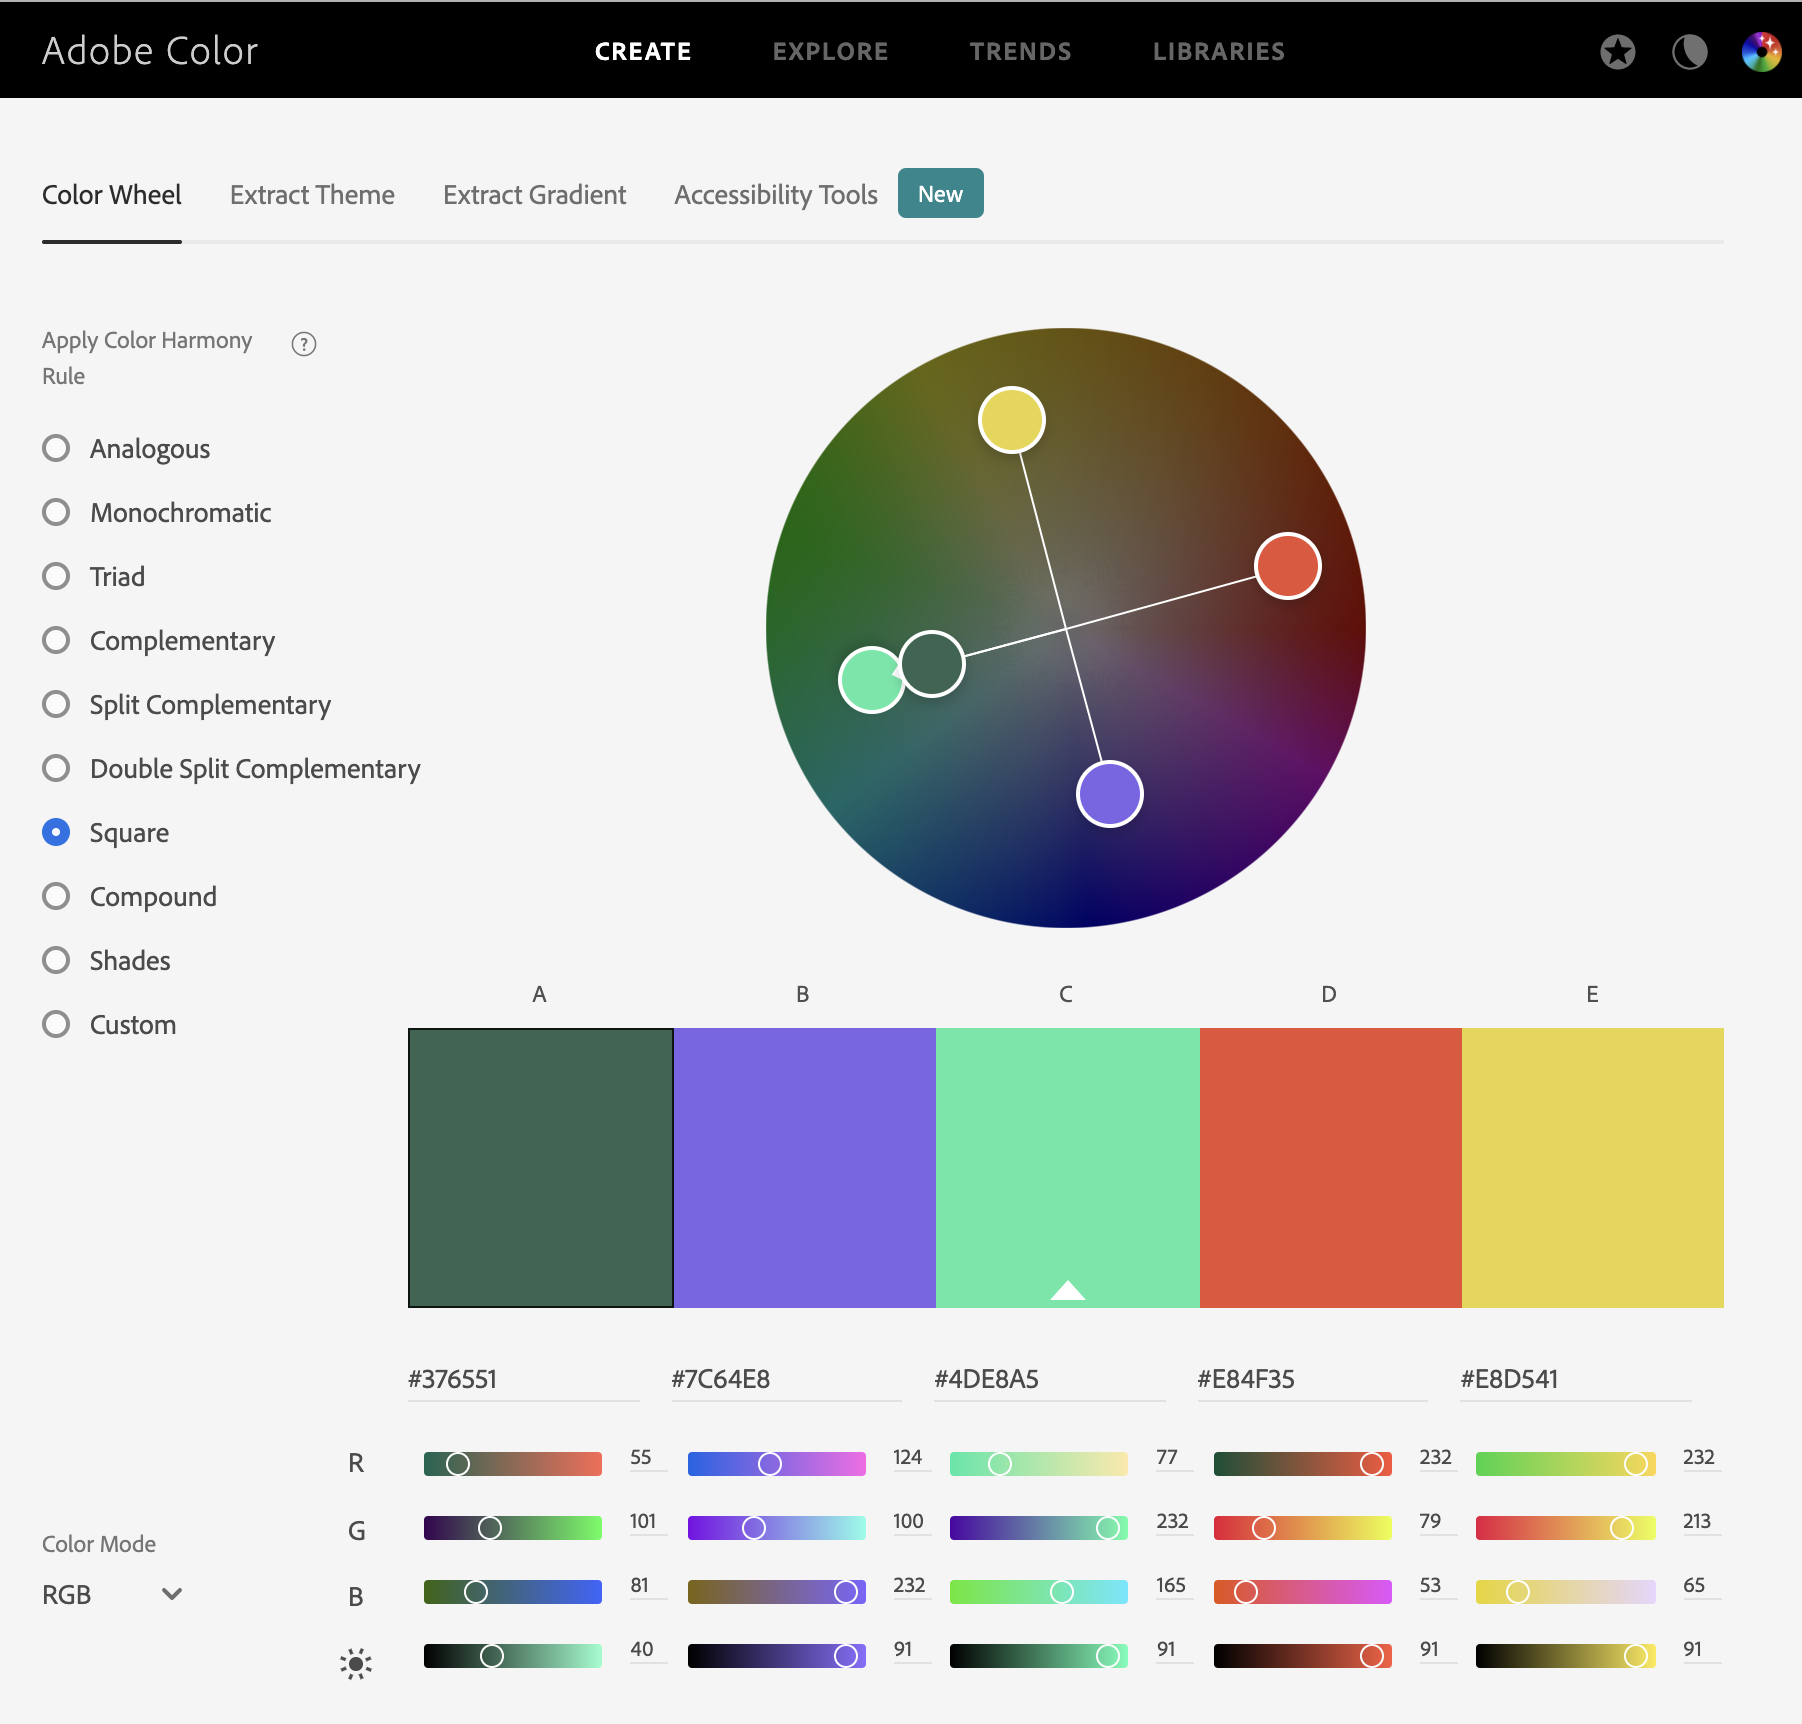 Adobe Color
CREATE
EXPLORE
TRENDS
LIBRARIES
Color Wheel
Extract Theme
Extract Gradient
Accessibility Tools
New
Apply Color Harmony
Rule
?
Analogous
Monochromatic
Triad
Complementary
Split Complementary
Double Split Complementary
Square
Compound
Shades
Custom
A B C D E
#376551 #7C64E8 #4DE8A5 #E84F35 #E8D541
R 55 124 77 232 232
G 101 100 232 79 213
B 81 232 165 53 65
40 91 91 91 91
Color Mode
RGB